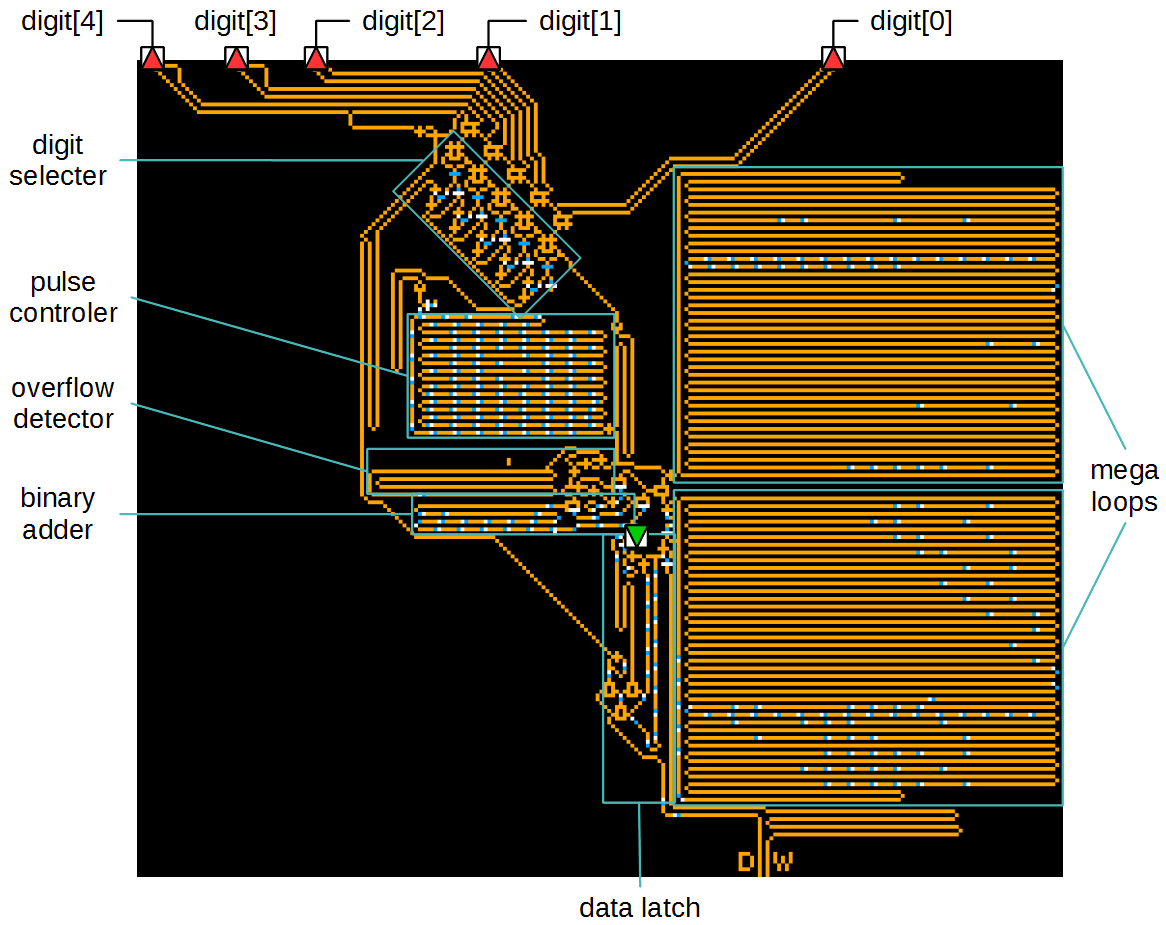 digit[4]
digit[3]
digit[2]
digit[1]
digit[0]
digit
selecter
pulse
controler
overflow
detector
binary
adder
mega
loops
D W
data latch